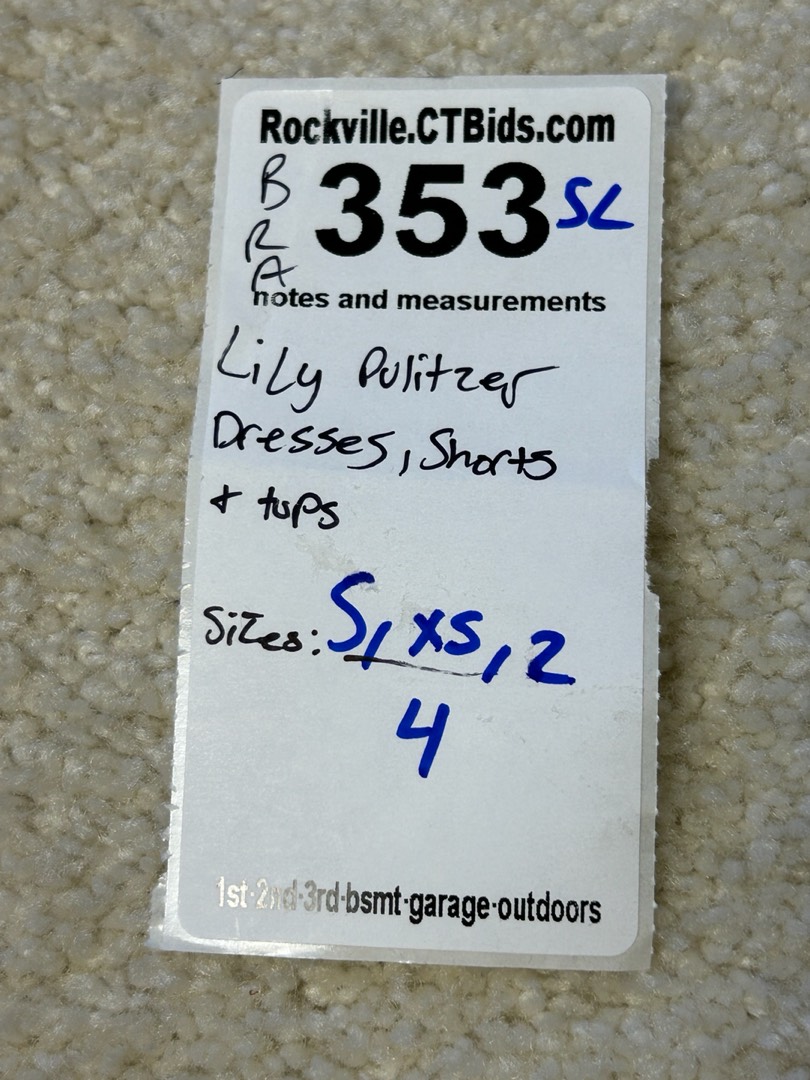 Rockville.CTBids.com
B
R
A
353 SL
notes and measurements
Lily Pulitzer
Dresses, Shorts
+ tops
Sizes: S, XS, 2
4
1st·2nd·3rd·bsmt·garage·outdoors